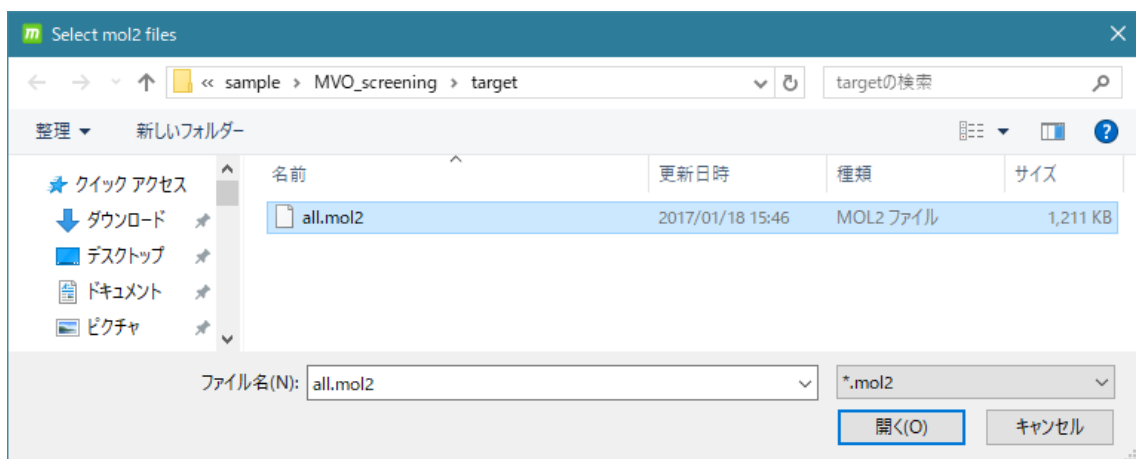 Select mol2 files
« sample > MVO_screening > target
targetの検索
整理
新しいフォルダー
名前 更新日時 種類 サイズ
クイック アクセス
all.mol2 2017/01/18 15:46 MOL2 ファイル 1,211 KB
ダウンロード
デスクトップ
ドキュメント
ピクチャ
ファイル名(N): all.mol2 *.mol2
開く(O) キャンセル